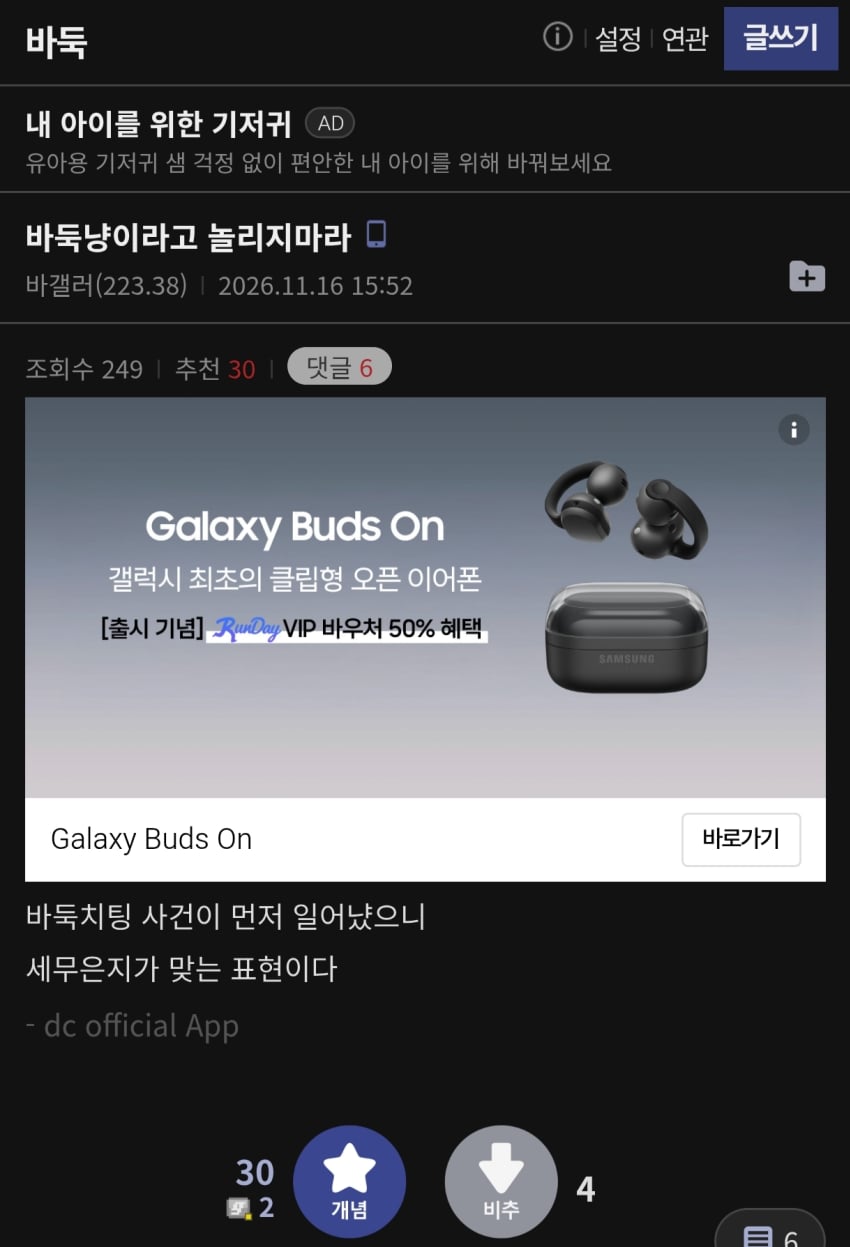 바둑
설정 연관 글쓰기
내 아이를 위한 기저귀 AD
유아용 기저귀 샘 걱정 없이 편안한 내 아이를 위해 바꿔보세요
바둑냥이라고 놀리지마라
바갤러(223.38) 2026.11.16 15:52
조회수 249 추천 30 댓글 6
Galaxy Buds On
갤럭시 최초의 클립형 오픈 이어폰
[출시 기념] RunDay VIP 바우처 50% 혜택
SAMSUNG
Galaxy Buds On 바로가기
바둑치팅 사건이 먼저 일어냤으니
세무은지가 맞는 표현이다
- dc official App
30 개념 비추 4
2
6